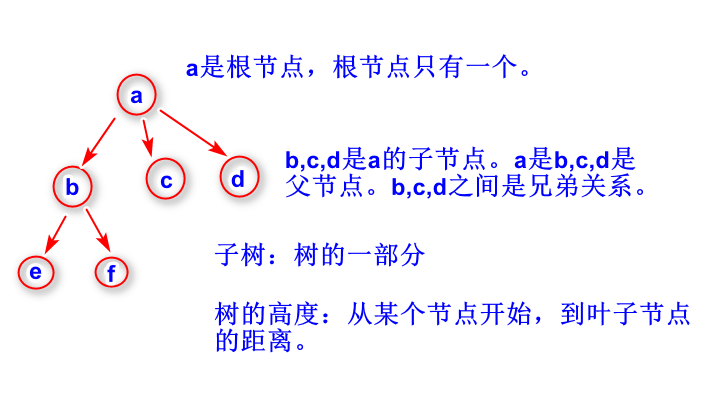 a是根节点，根节点只有一个。
a
b,c,d是a的子节点。a是b,c,d是
父节点。b,c,d之间是兄弟关系。
b
c
d
子树：树的一部分
e
f
树的高度：从某个节点开始，到叶子节点
的距离。